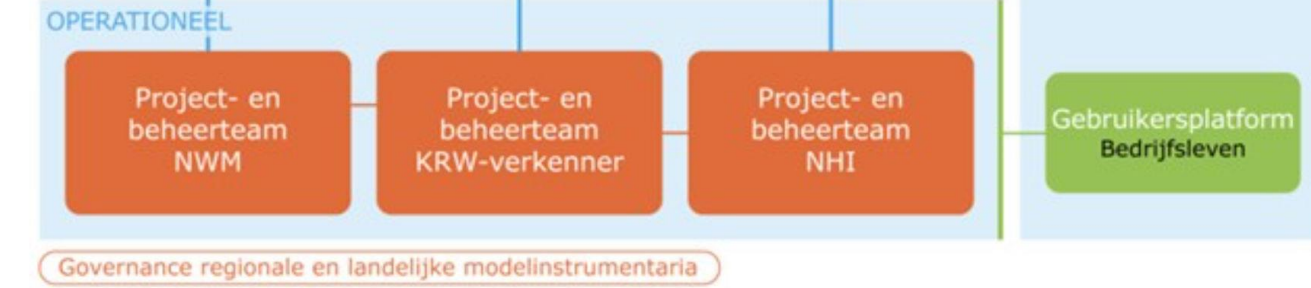 OPERATIONEEL
Project- en
beheerteam
NWM
Project- en
beheerteam
KRW-verkenner
Project- en
beheerteam
NHI
Gebruikersplatform
Bedrijfsleven
Governance regionale en landelijke modelinstrumentaria